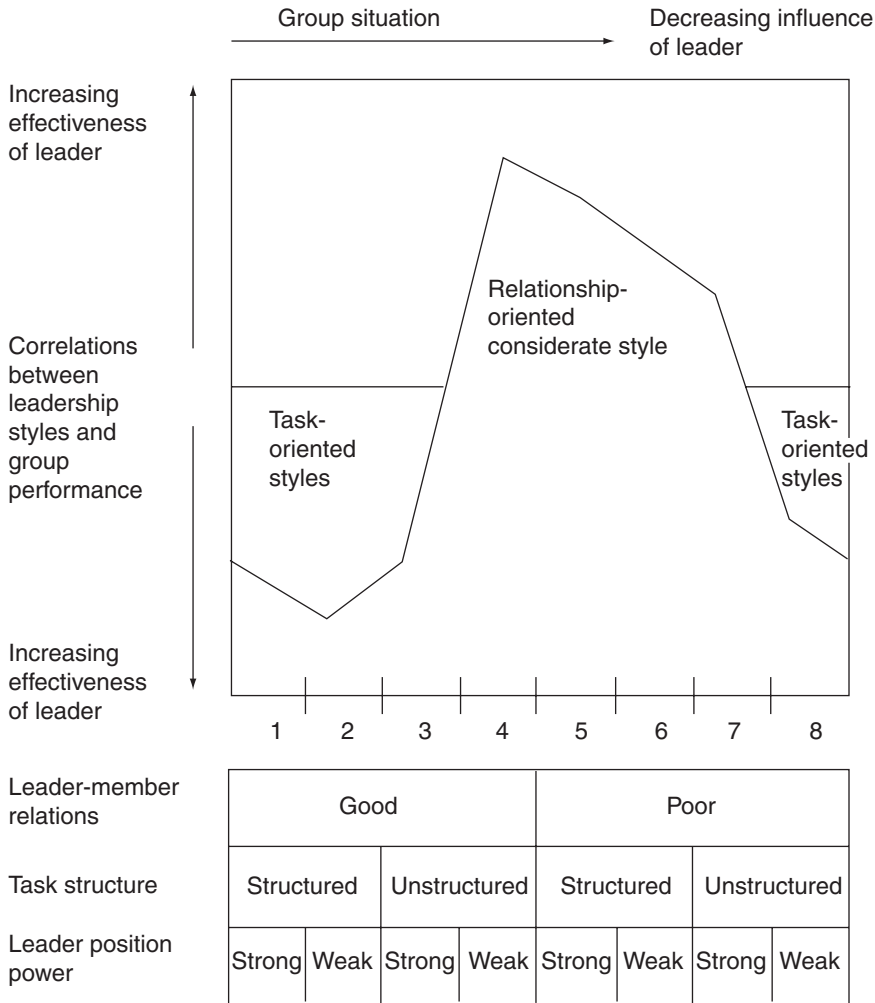 Group situation
Decreasing influence
of leader
Increasing
effectiveness
of leader
Relationship-
oriented
considerate style
Correlations
between
leadership
styles and
group
performance
Task-
oriented
styles
Task-
oriented
styles
Increasing
effectiveness
of leader
1 2 3 4 5 6 7 8
Leader-member
relations
Good Poor
Task structure
Structured Unstructured Structured Unstructured
Leader position
power
Strong Weak Strong Weak Strong Weak Strong Weak